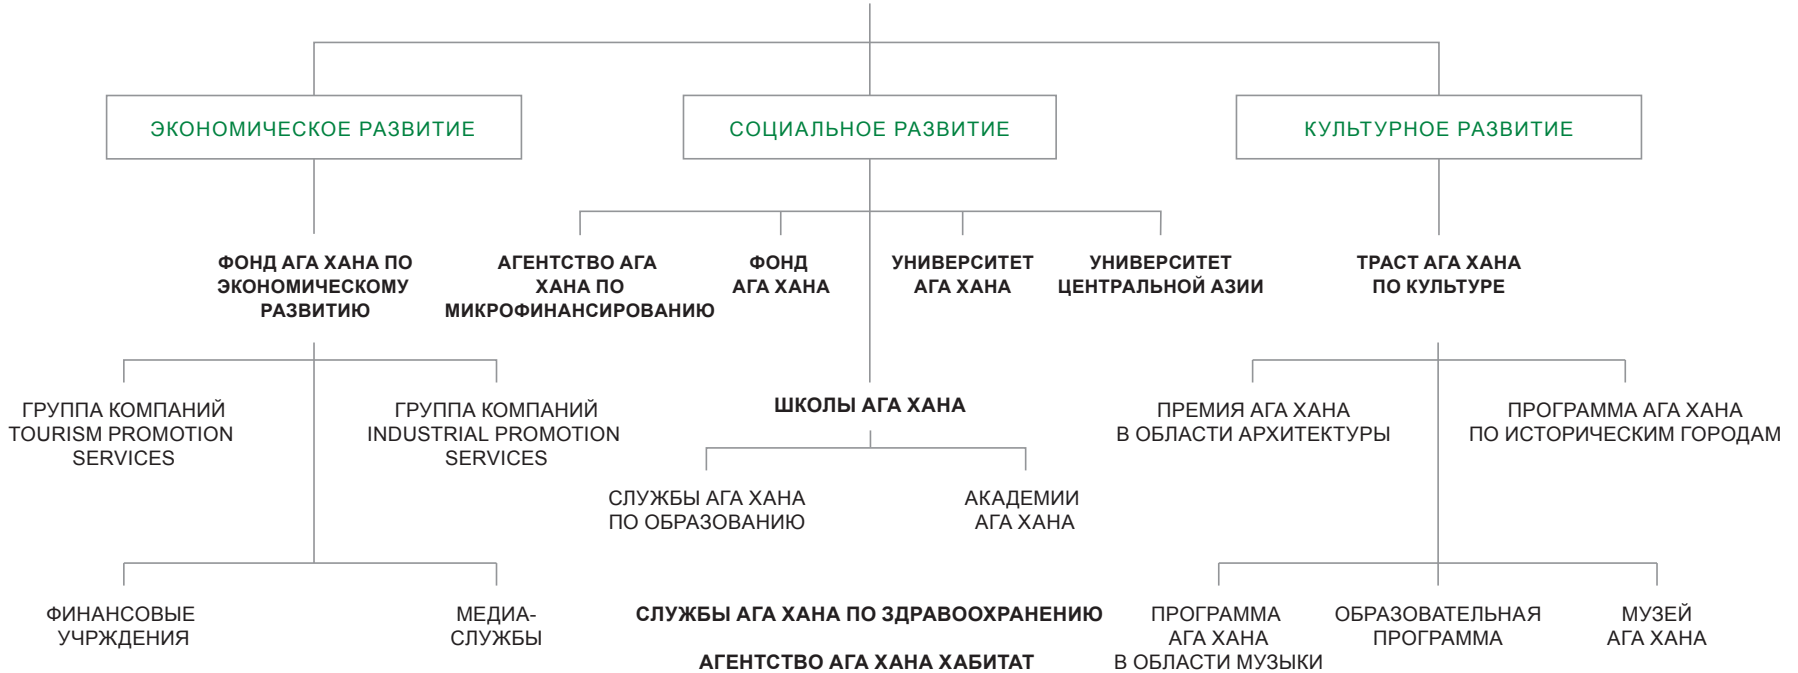 ЭКОНОМИЧЕСКОЕ РАЗВИТИЕ
СОЦИАЛЬНОЕ РАЗВИТИЕ
КУЛЬТУРНОЕ РАЗВИТИЕ
ФОНД АГА ХАНА ПО
ЭКОНОМИЧЕСКОМУ
РАЗВИТИЮ
АГЕНТСТВО АГА
ХАНА ПО
МИКРОФИНАНСИРОВАНИЮ
ФОНД
АГА ХАНА
УНИВЕРСИТЕТ
АГА ХАНА
УНИВЕРСИТЕТ
ЦЕНТРАЛЬНОЙ АЗИИ
ТРАСТ АГА ХАНА
ПО КУЛЬТУРЕ
ГРУППА КОМПАНИЙ
TOURISM PROMOTION
SERVICES
ГРУППА КОМПАНИЙ
INDUSTRIAL PROMOTION
SERVICES
ШКОЛЫ АГА ХАНА
ПРЕМИЯ АГА ХАНА
В ОБЛАСТИ АРХИТЕКТУРЫ
ПРОГРАММА АГА ХАНА
ПО ИСТОРИЧЕСКИМ ГОРОДАМ
СЛУЖБЫ АГА ХАНА
ПО ОБРАЗОВАНИЮ
АКАДЕМИИ
АГА ХАНА
ФИНАНСОВЫЕ
УЧРЖДЕНИЯ
МЕДИА-
СЛУЖБЫ
СЛУЖБЫ АГА ХАНА ПО ЗДРАВООХРАНЕНИЮ
АГЕНТСТВО АГА ХАНА ХАБИТАТ
ПРОГРАММА
АГА ХАНА
В ОБЛАСТИ МУЗЫКИ
ОБРАЗОВАТЕЛЬНАЯ
ПРОГРАММА
МУЗЕЙ
АГА ХАНА